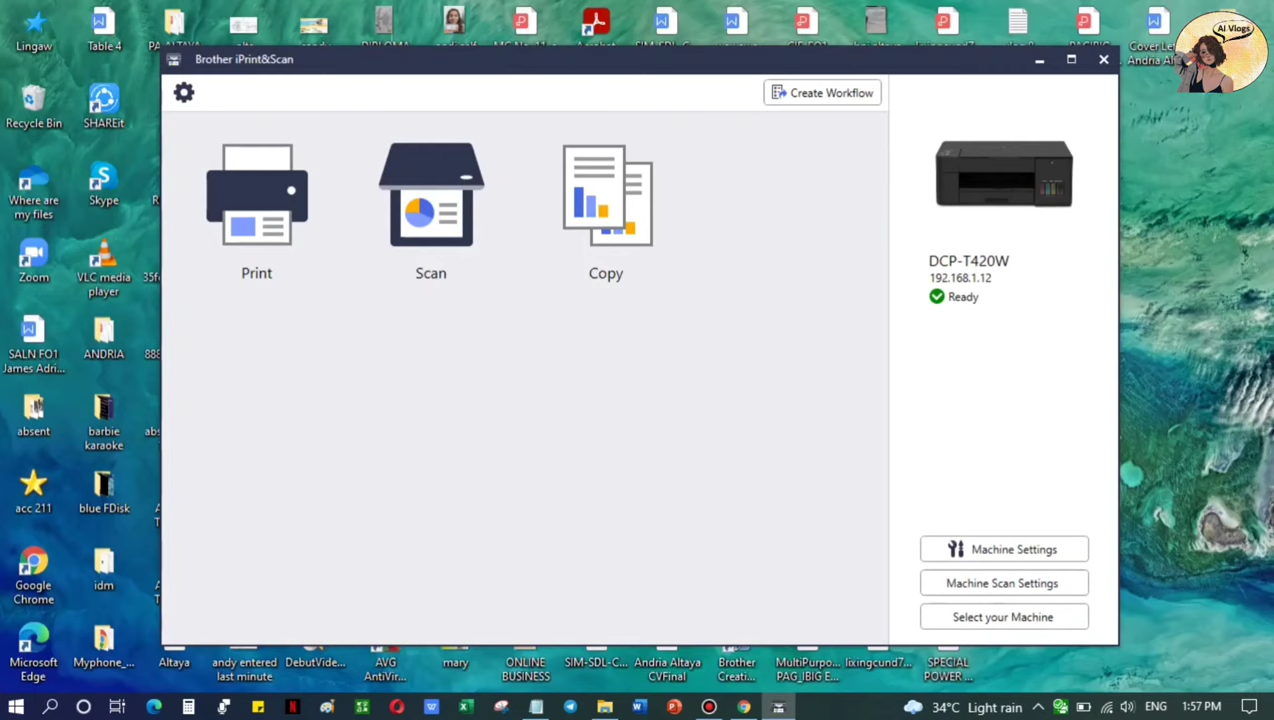 Lingaw
Table 4
AI Vlogs
Brother iPrint&Scan
Create Workflow
Recycle Bin
SHAREit
Where are
my files
Skype
Zoom
VLC media
player
SALN FO1
James Adri...
ANDRIA
absent
barbie
karaoke
acc 211
blue FDisk
Google
Chrome
idm
Microsoft
Edge
Myphone_...
Print
Scan
Copy
DCP-T420W
192.168.1.12
Ready
Machine Settings
Machine Scan Settings
Select your Machine
Altaya
andy entered
last minute
DebutVide...
AVG
AntiVir...
mary
ONLINE
BUSINESS
SIM-SDL-C...
Andria Altaya
CVFinal
Brother
Creati...
MultiPurpo...
PAG_IBIG E...
lixingcund7...
SPECIAL
POWER ...
34°C Light rain
ENG
1:57 PM